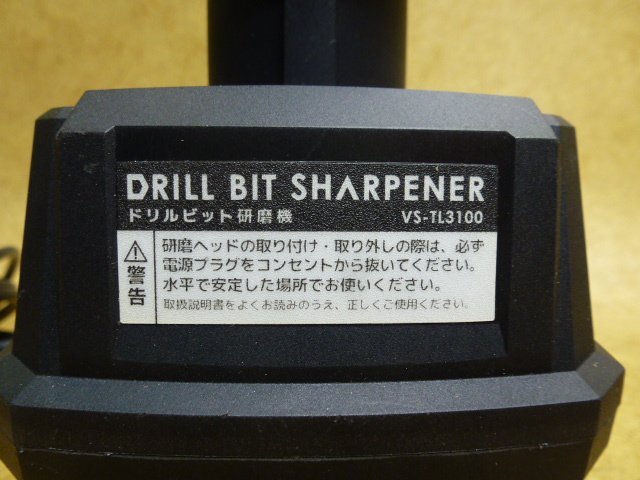 DRILL BIT SHARPENER
ドリルビット研磨機 VS-TL3100
警告
研磨ヘッドの取り付け・取り外しの際は、必ず
電源プラグをコンセントから抜いてください。
水平で安定した場所でお使いください。
取扱説明書をよくお読みのうえ、正しくご使用ください。